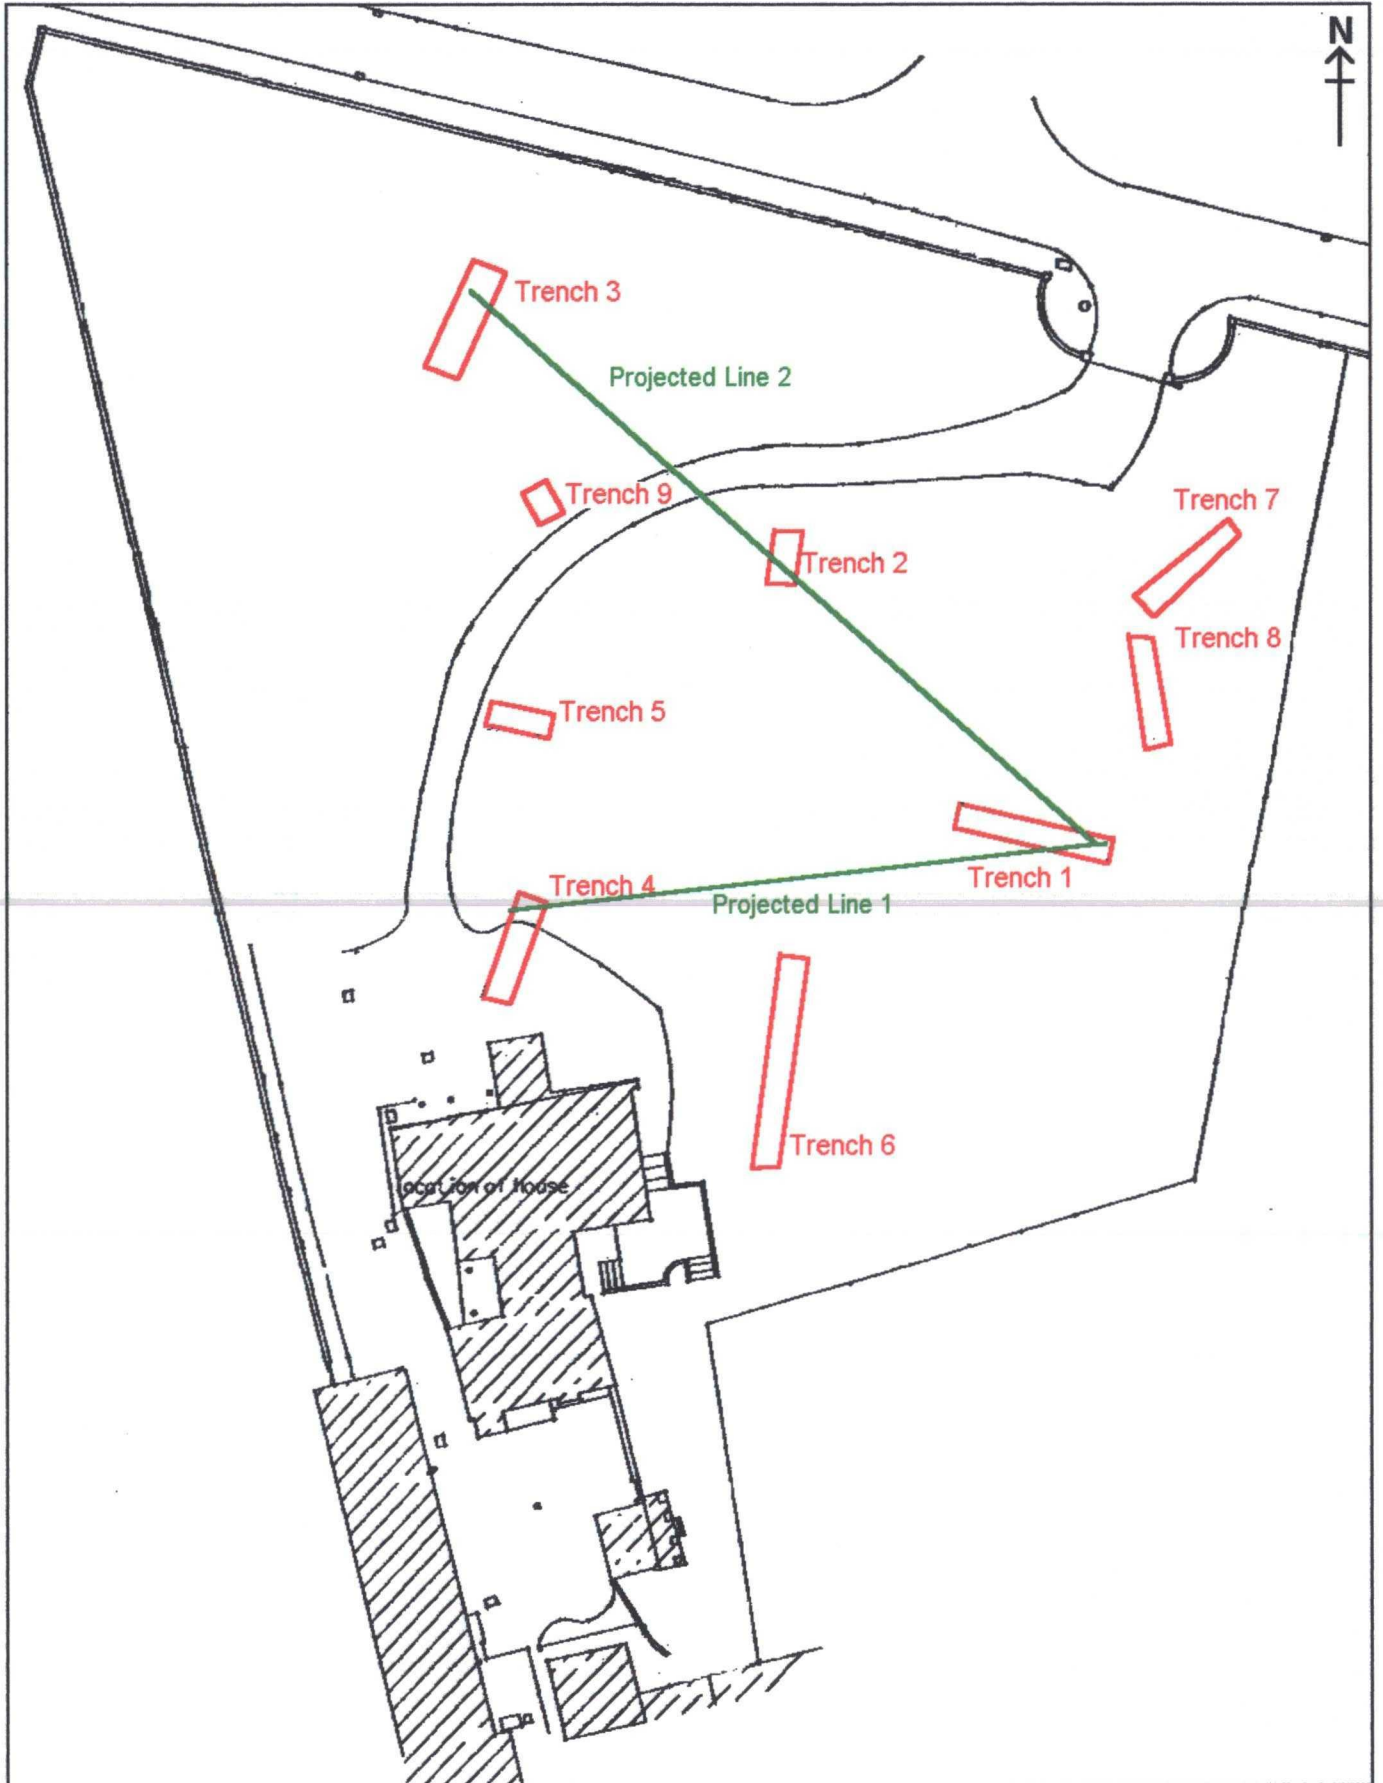 N
Trench 3
Projected Line 2
Trench 9
Trench 7
Trench 2
Trench 8
Trench 5
Trench 1
Trench 4
Projected Line 1
Trench 6
location of house